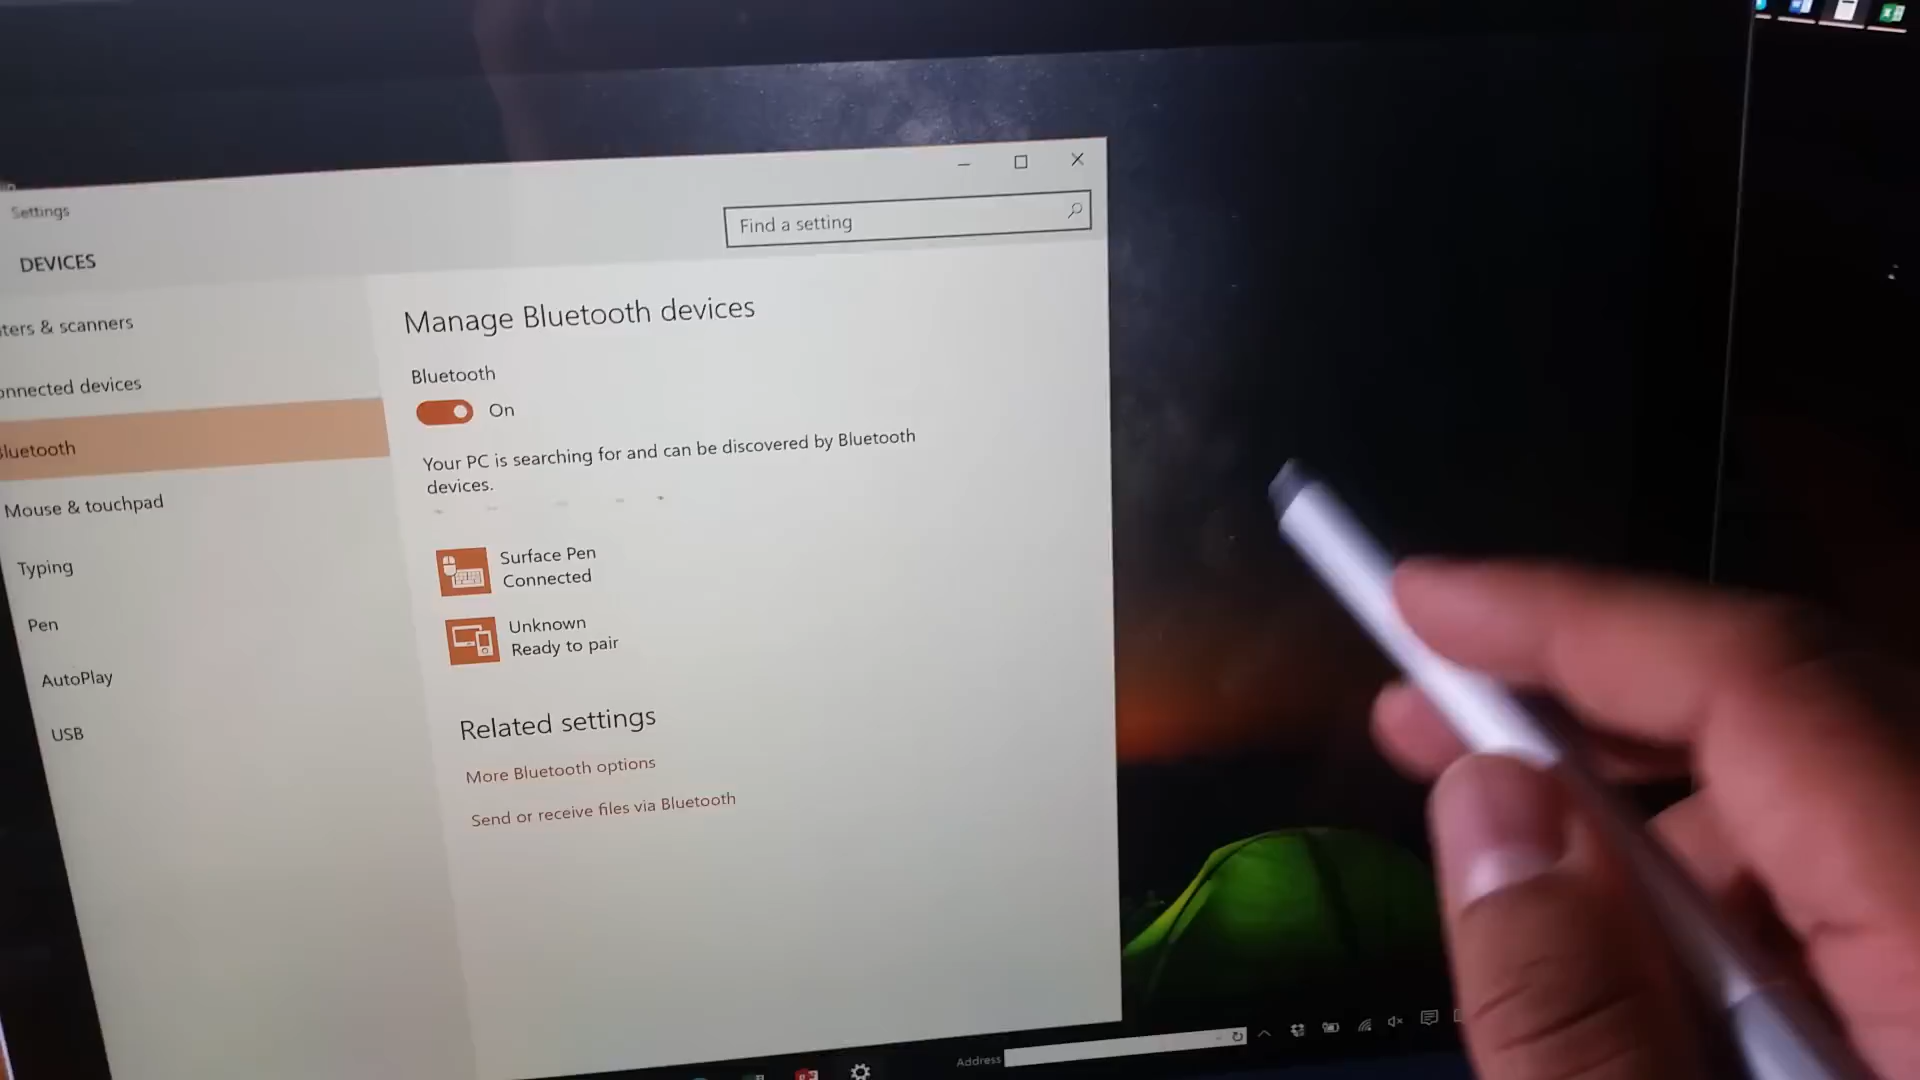 Settings
Find a setting
DEVICES
ters & scanners
onnected devices
luetooth
Mouse & touchpad
Typing
Pen
AutoPlay
USB
Manage Bluetooth devices
Bluetooth
On
Your PC is searching for and can be discovered by Bluetooth
devices.
Surface Pen
Connected
Unknown
Ready to pair
Related settings
More Bluetooth options
Send or receive files via Bluetooth
Address